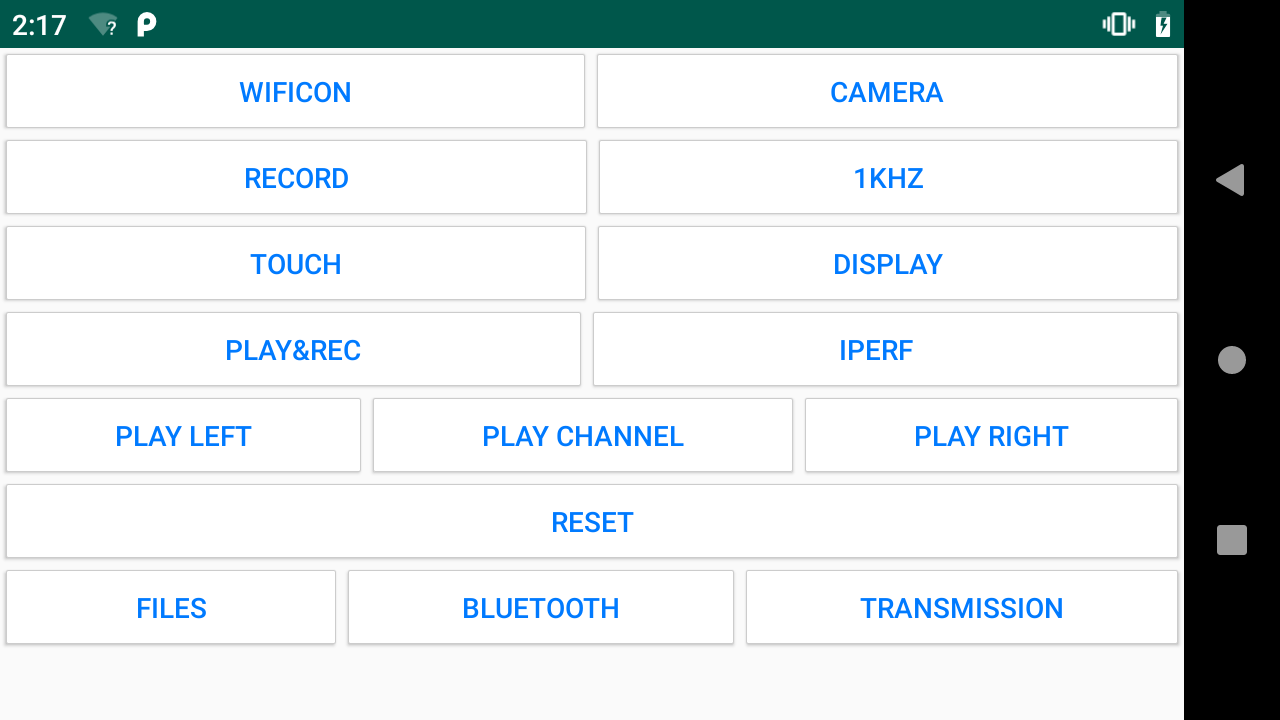 2:17
WIFICON CAMERA
RECORD 1KHZ
TOUCH DISPLAY
PLAY&REC IPERF
PLAY LEFT PLAY CHANNEL PLAY RIGHT
RESET
FILES BLUETOOTH TRANSMISSION